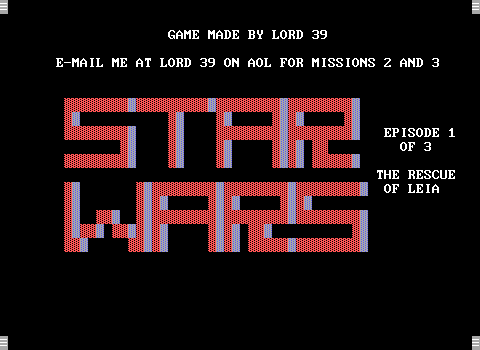 GAME MADE BY LORD 39
E-MAIL ME AT LORD 39 ON AOL FOR MISSIONS 2 AND 3
STAR
WARS
EPISODE 1
OF 3
THE RESCUE
OF LEIA